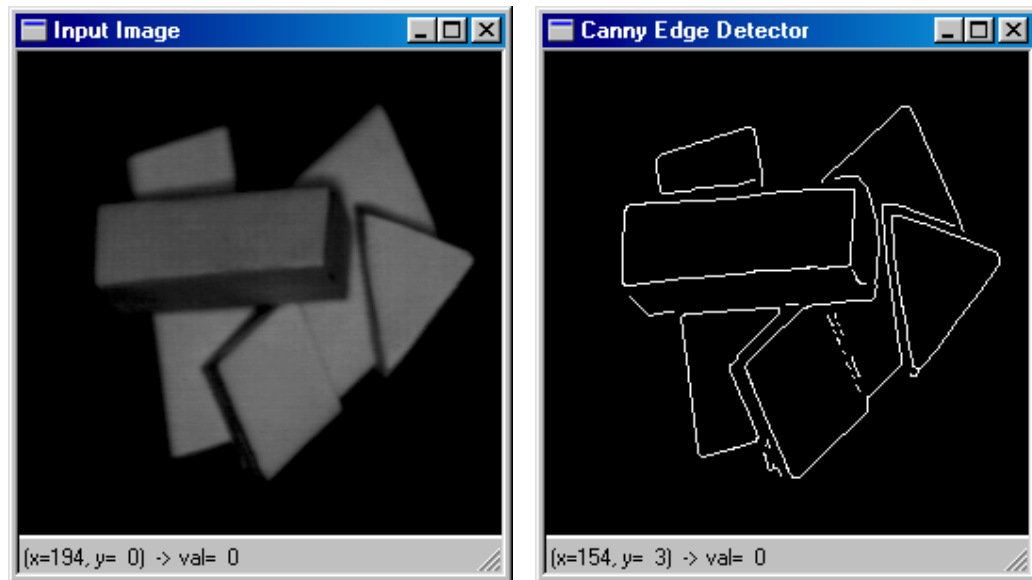 Input Image
(x=194, y= 0) -> val= 0
Canny Edge Detector
(x=154, y= 3) -> val= 0